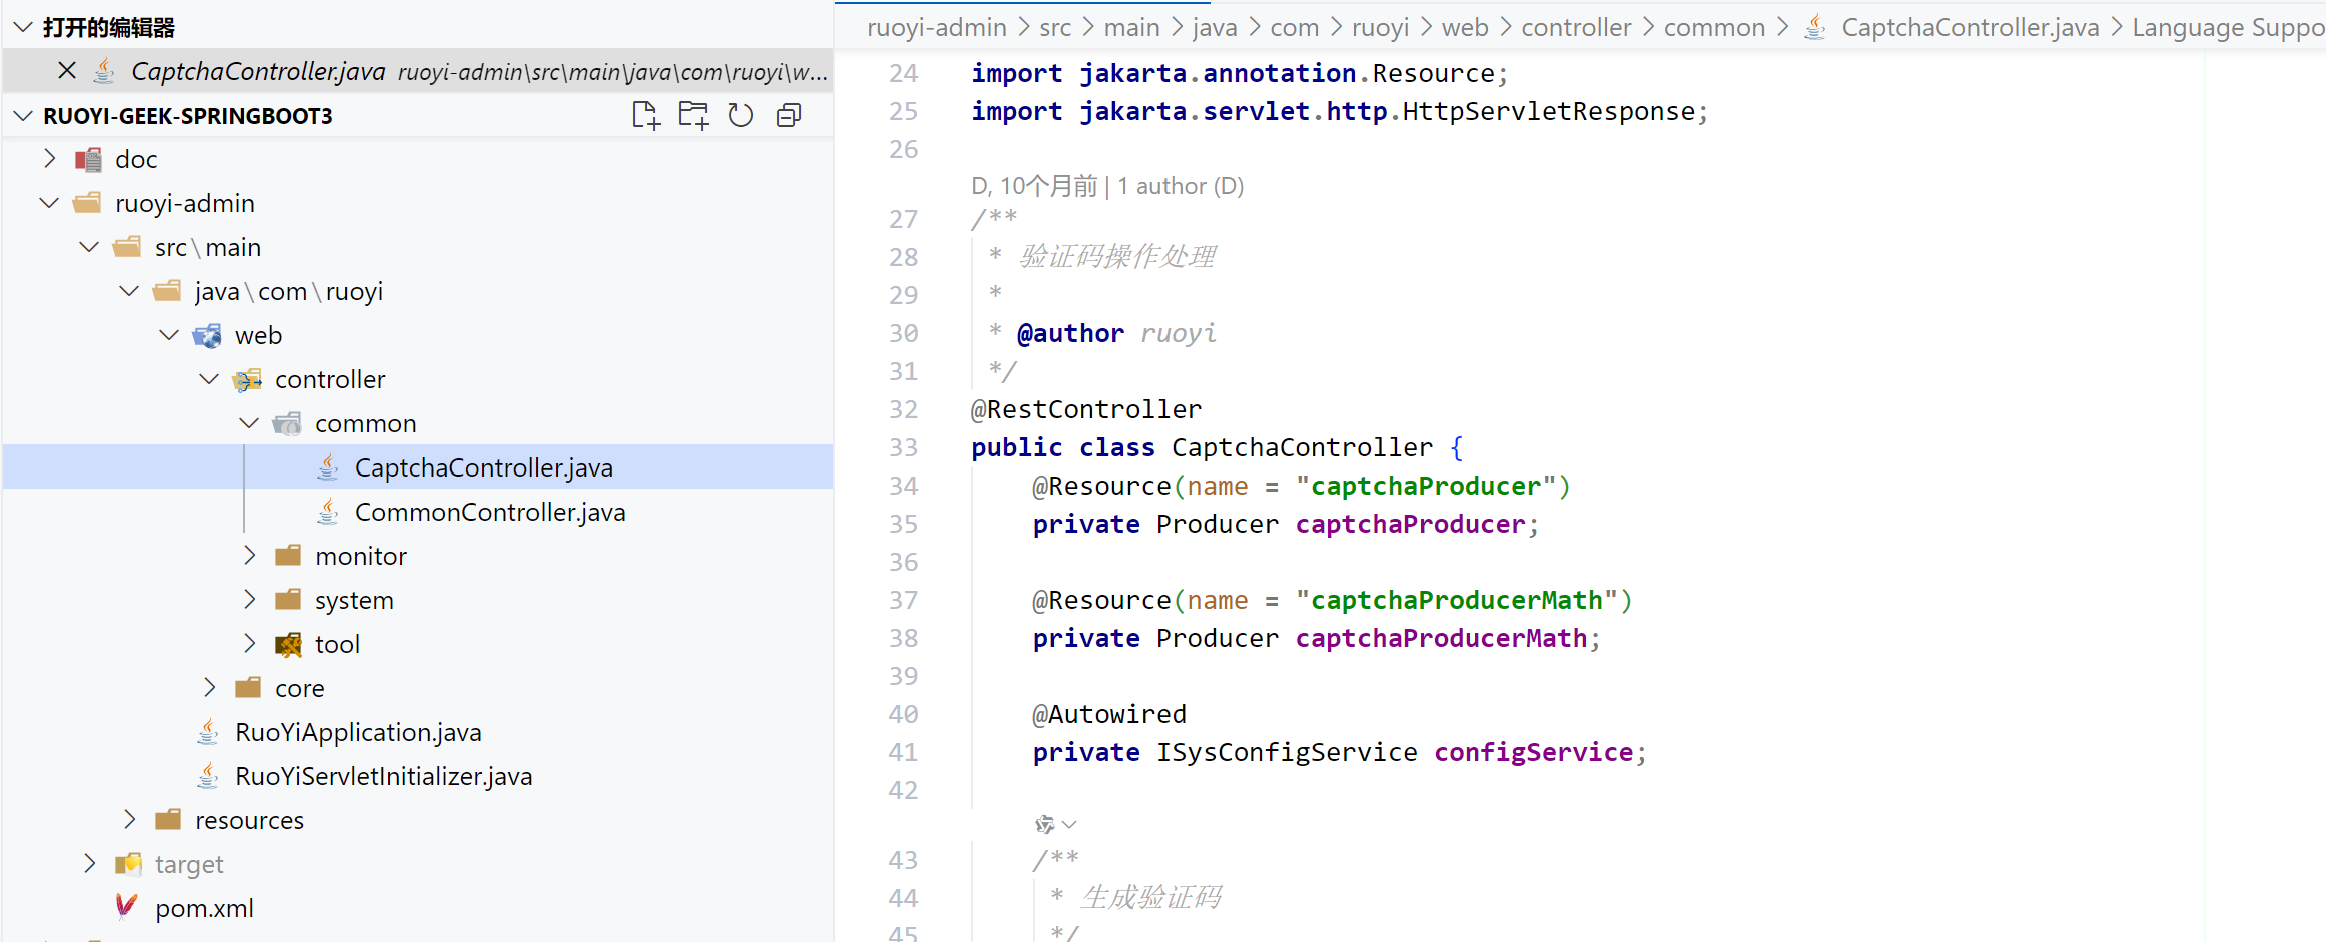 打开的编辑器
CaptchaController.java ruoyi-admin\src\main\java\com\ruoyi\w...
RUOYI-GEEK-SPRINGBOOT3
doc
ruoyi-admin
src\main
java\com\ruoyi
web
controller
common
CaptchaController.java
CommonController.java
monitor
system
tool
core
RuoYiApplication.java
RuoYiServletInitializer.java
resources
target
pom.xml
ruoyi-admin > src > main > java > com > ruoyi > web > controller > common > CaptchaController.java > Language Suppo
24 import jakarta.annotation.Resource;
25 import jakarta.servlet.http.HttpServletResponse;
26
D, 10个月前 | 1 author (D)
27 /**
28 * 验证码操作处理
29 *
30 * @author ruoyi
31 */
32 @RestController
33 public class CaptchaController {
34 @Resource(name = "captchaProducer")
35 private Producer captchaProducer;
36
37 @Resource(name = "captchaProducerMath")
38 private Producer captchaProducerMath;
39
40 @Autowired
41 private ISysConfigService configService;
42
43 /**
44 * 生成验证码
45 */